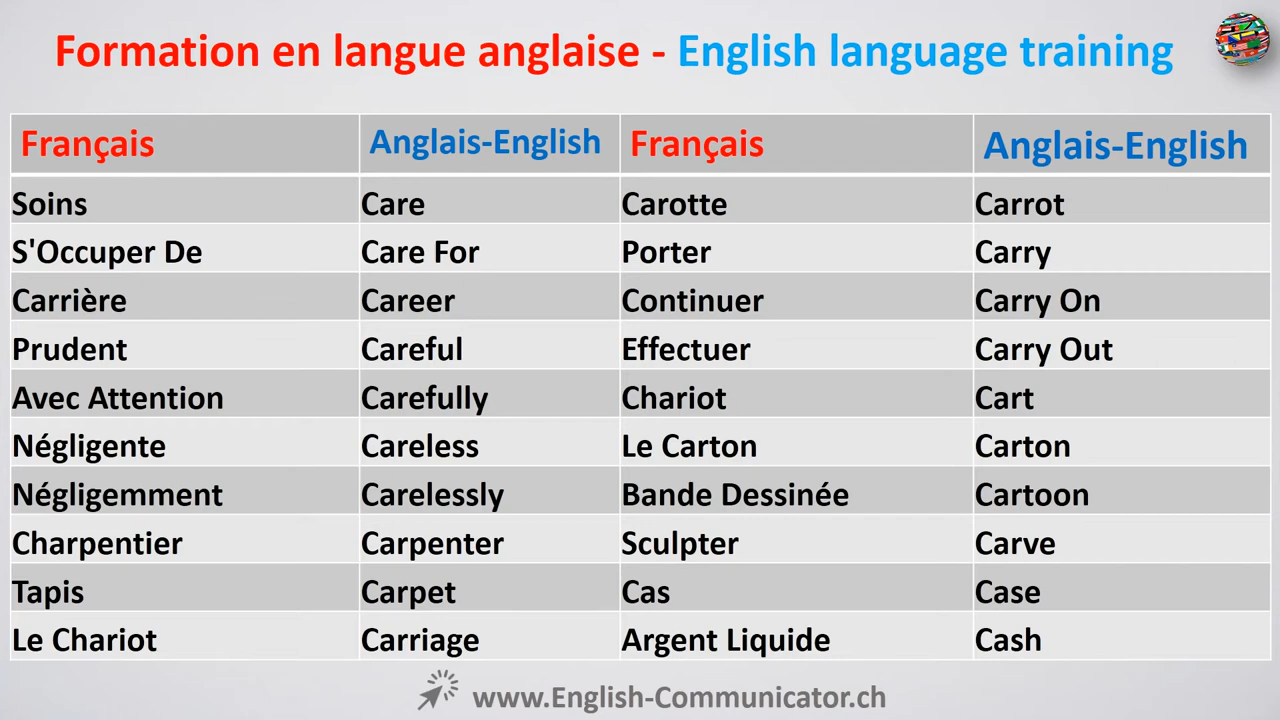 Formation en langue anglaise - English language training
Français Anglais-English Français Anglais-English
Soins Care Carotte Carrot
S'Occuper De Care For Porter Carry
Carrière Career Continuer Carry On
Prudent Careful Effectuer Carry Out
Avec Attention Carefully Chariot Cart
Négligente Careless Le Carton Carton
Négligemment Carelessly Bande Dessinée Cartoon
Charpentier Carpenter Sculpter Carve
Tapis Carpet Cas Case
Le Chariot Carriage Argent Liquide Cash
www.English-Communicator.ch